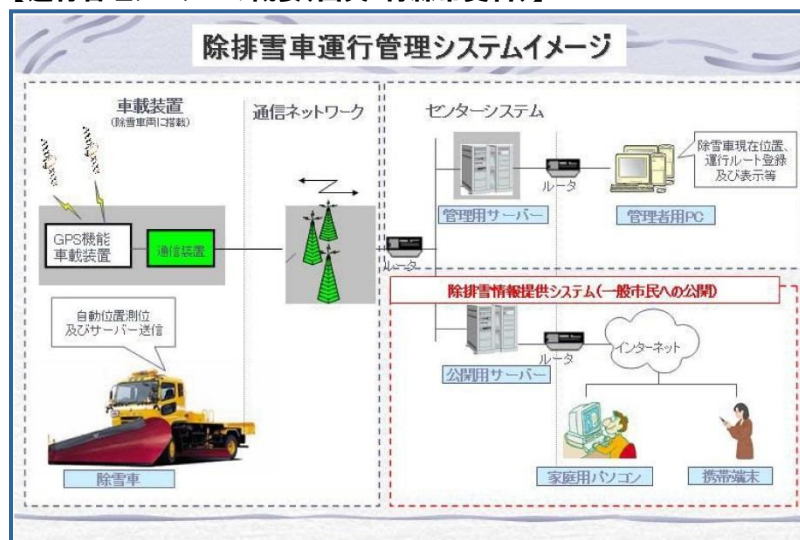 除排雪車運行管理システムイメージ
車載装置
(除雪車両に搭載)
通信ネットワーク
センターシステム
除雪車現在位置、
運行ルート登録
及び表示等
ルータ
管理用サーバー
管理者用PC
GPS機能
車載装置
通信装置
ルータ
除排雪情報提供システム(一般市民への公開)
自動位置測位
及びサーバー送信
インターネット
ルータ
公開用サーバー
除雪車
家庭用パソコン
携帯端末